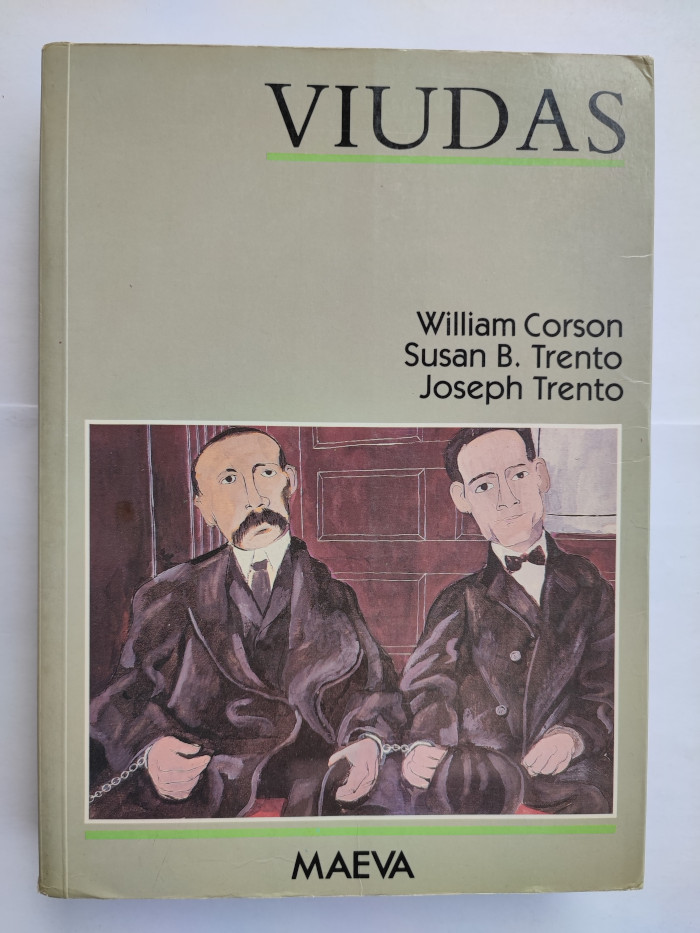 VIUDAS
William Corson
Susan B. Trento
Joseph Trento
MAEVA